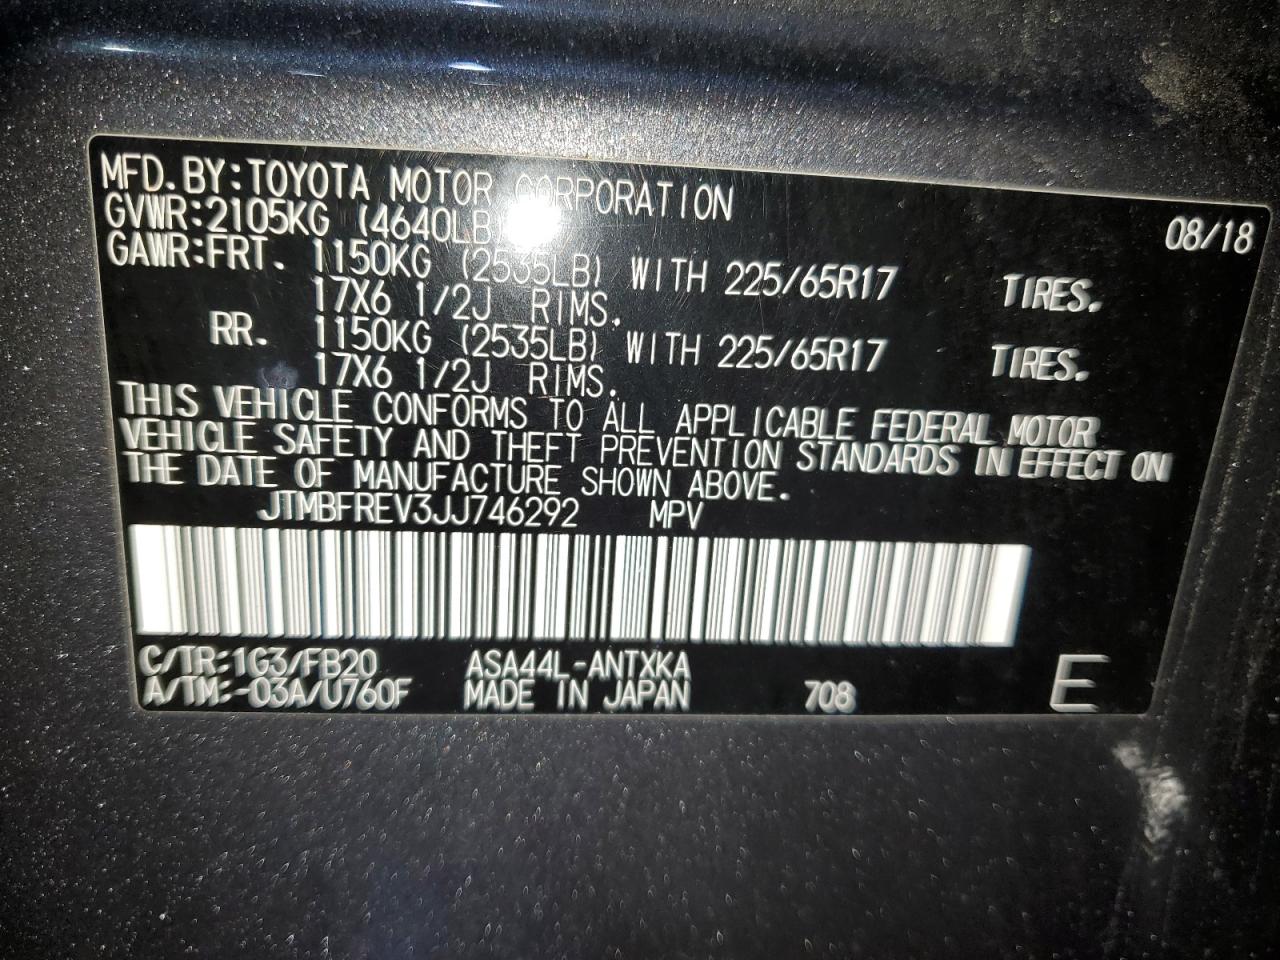 MFD. BY: TOYOTA MOTOR CORPORATION 08/18
GVWR: 2105KG (4640LB)
GAWR: FRT. 1150KG (2535LB) WITH 225/65R17 TIRES.
17X6 1/2J RIMS.
RR. 1150KG (2535LB) WITH 225/65R17 TIRES.
17X6 1/2J RIMS.
THIS VEHICLE CONFORMS TO ALL APPLICABLE FEDERAL MOTOR
VEHICLE SAFETY AND THEFT PREVENTION STANDARDS IN EFFECT ON
THE DATE OF MANUFACTURE SHOWN ABOVE.
JTMBFREV3JJ746292 MPV
C/TR: 1G3/FB20 ASA44L-ANTXKA
A/TM: -03A/U760F MADE IN JAPAN 708 E